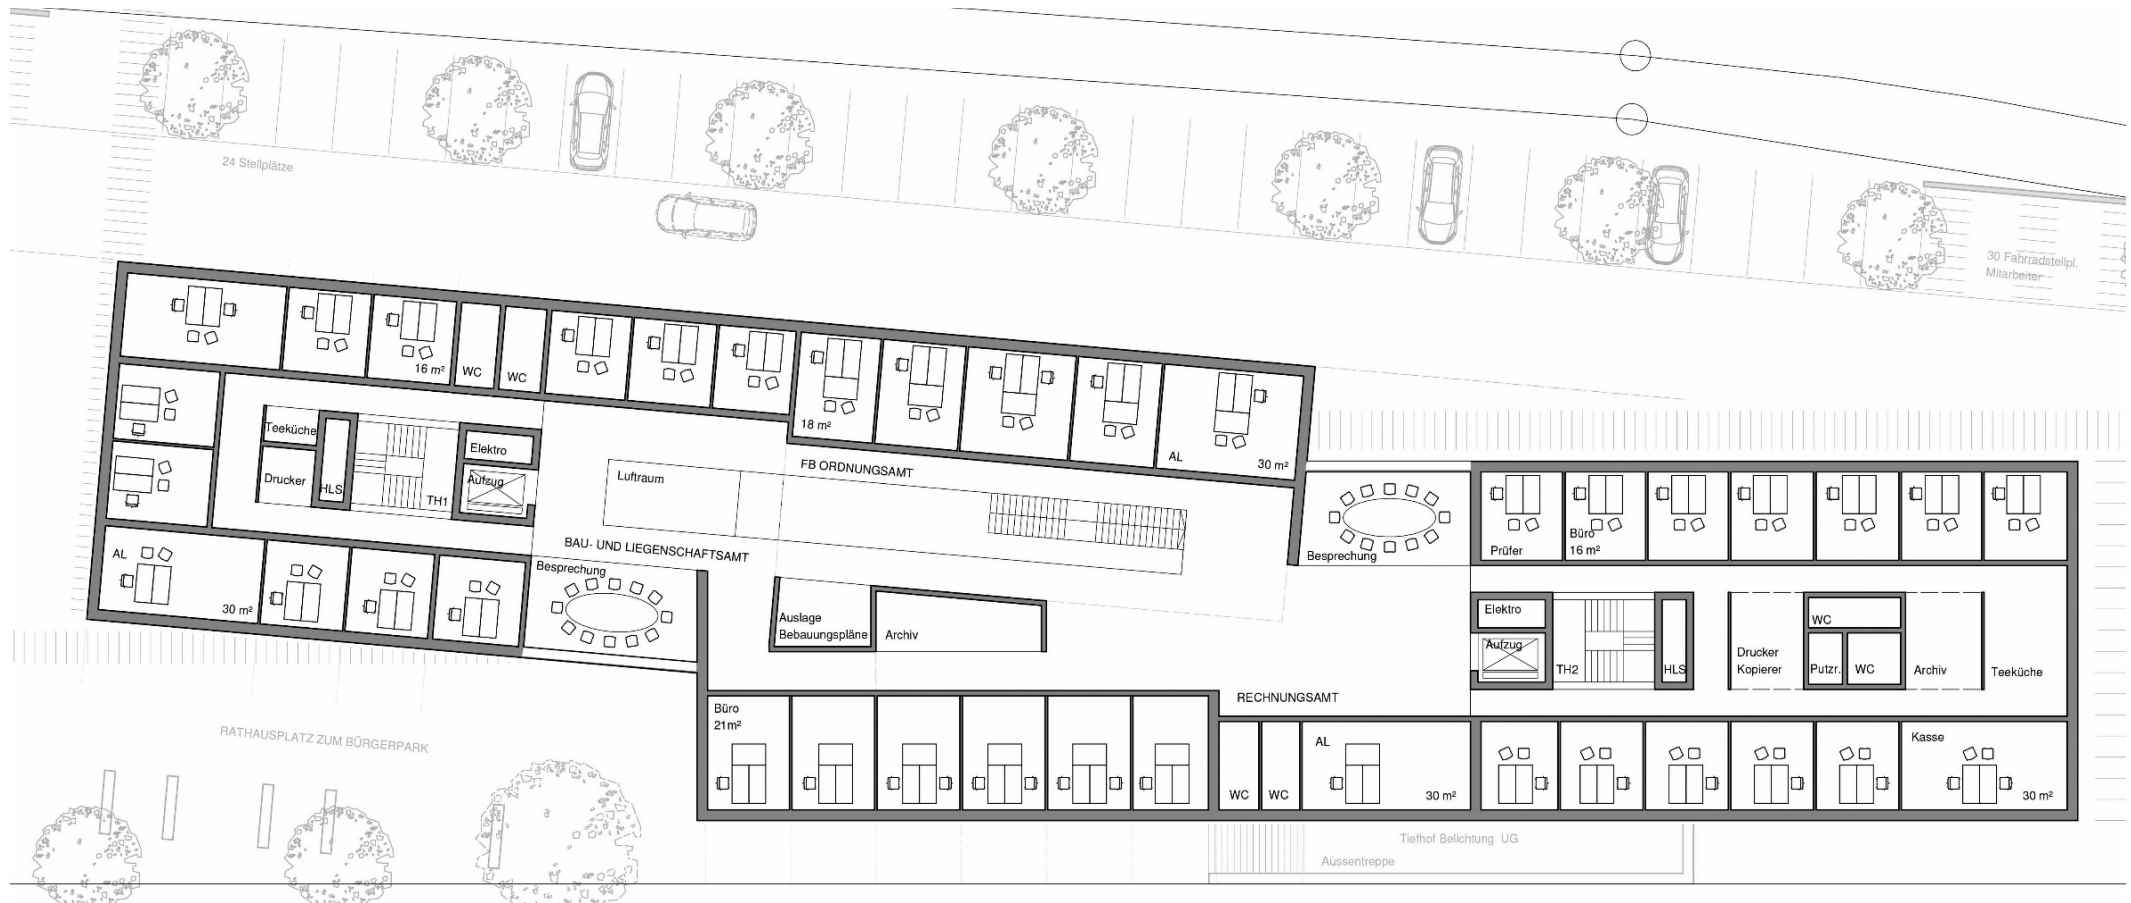 24 Stellplätze
30 Fahrradstellpl.
Mitarbeiter
16 m²
WC
WC
18 m²
AL
30 m²
Teeküche
Drucker
HLS
TH1
Elektro
Aufzug
Luftraum
FB ORDNUNGSAMT
BAU- UND LIEGENSCHAFTSAMT
AL
30 m²
Besprechung
Auslage
Bebauungspläne
Archiv
Besprechung
Prüfer
Büro
16 m²
Elektro
Aufzug
TH2
HLS
Drucker
Kopierer
WC
Putzr.
WC
Archiv
Teeküche
RECHNUNGSAMT
Büro
21m²
WC
WC
AL
30 m²
Kasse
30 m²
RATHAUSPLATZ ZUM BÜRGERPARK
Tiefhof Belichtung UG
Aussentreppe